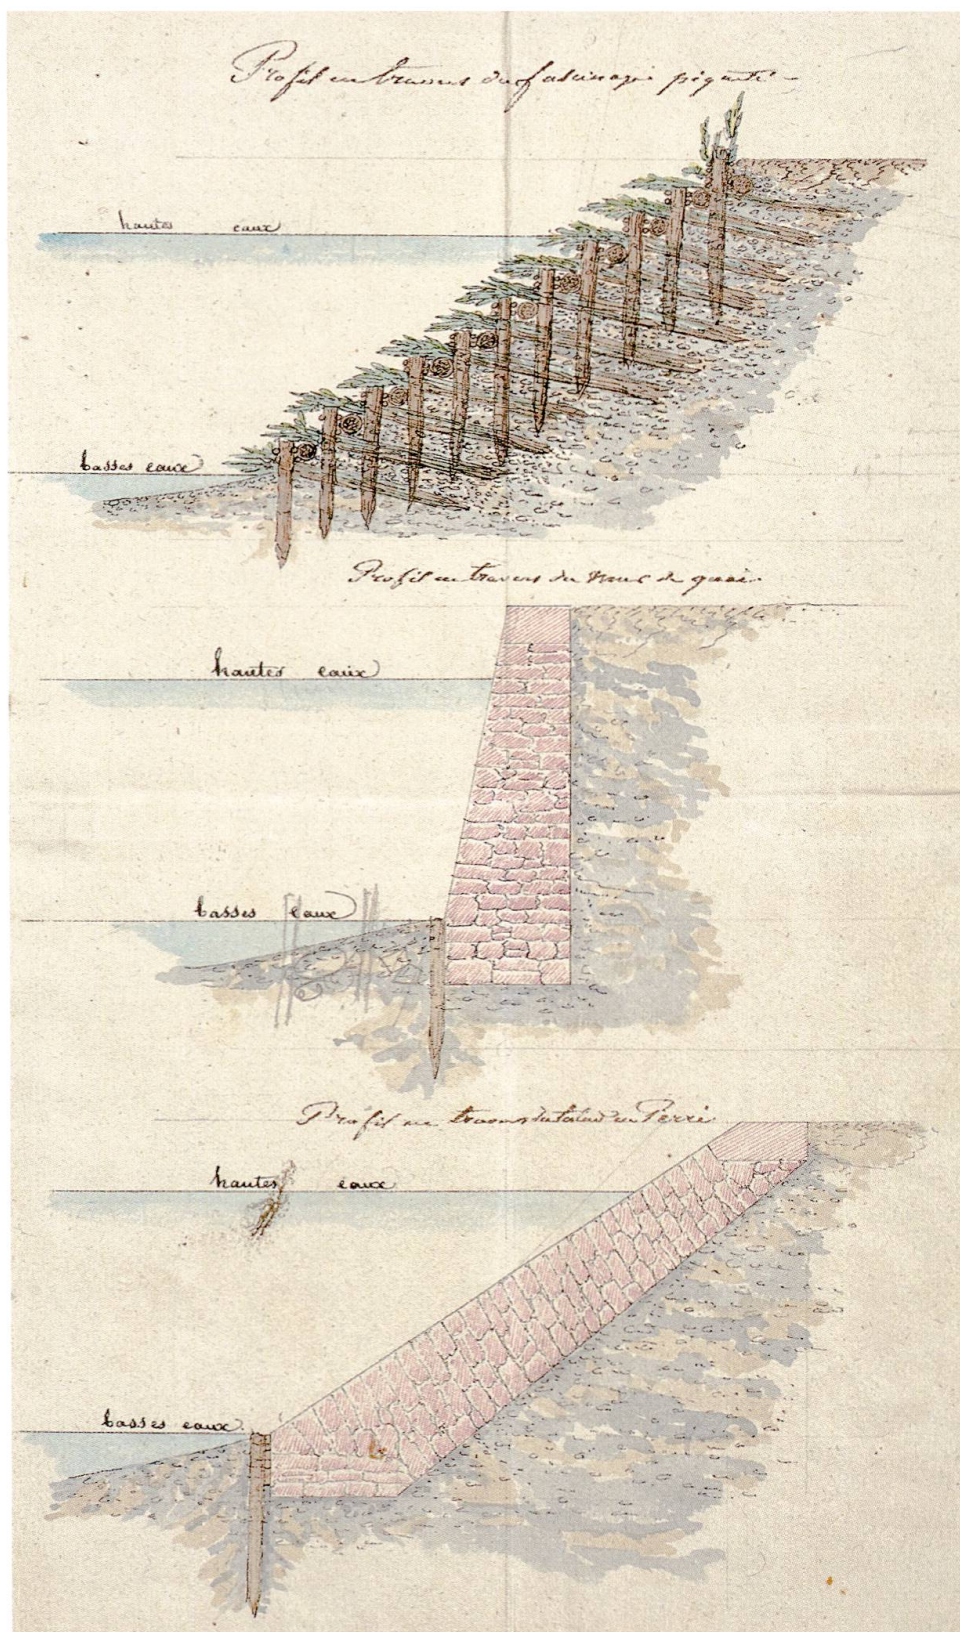 Profil en travers du fascinage piqueté
hautes eaux
basses eaux
Profil en travers du mur de quai
hautes eaux
basses eaux
Profil en travers du talud en Perré
hautes eaux
basses eaux